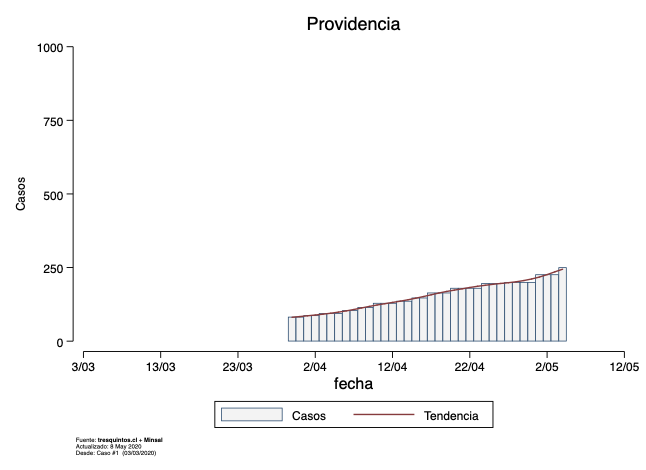 Providencia
1000
750
500
250
0
Casos
3/03 13/03 23/03 2/04 12/04 22/04 2/05 12/05
fecha
Casos Tendencia
Fuente: tresquintos.cl + Minsal
Actualizado: 8 May 2020
Desde: Caso #1 (03/03/2020)